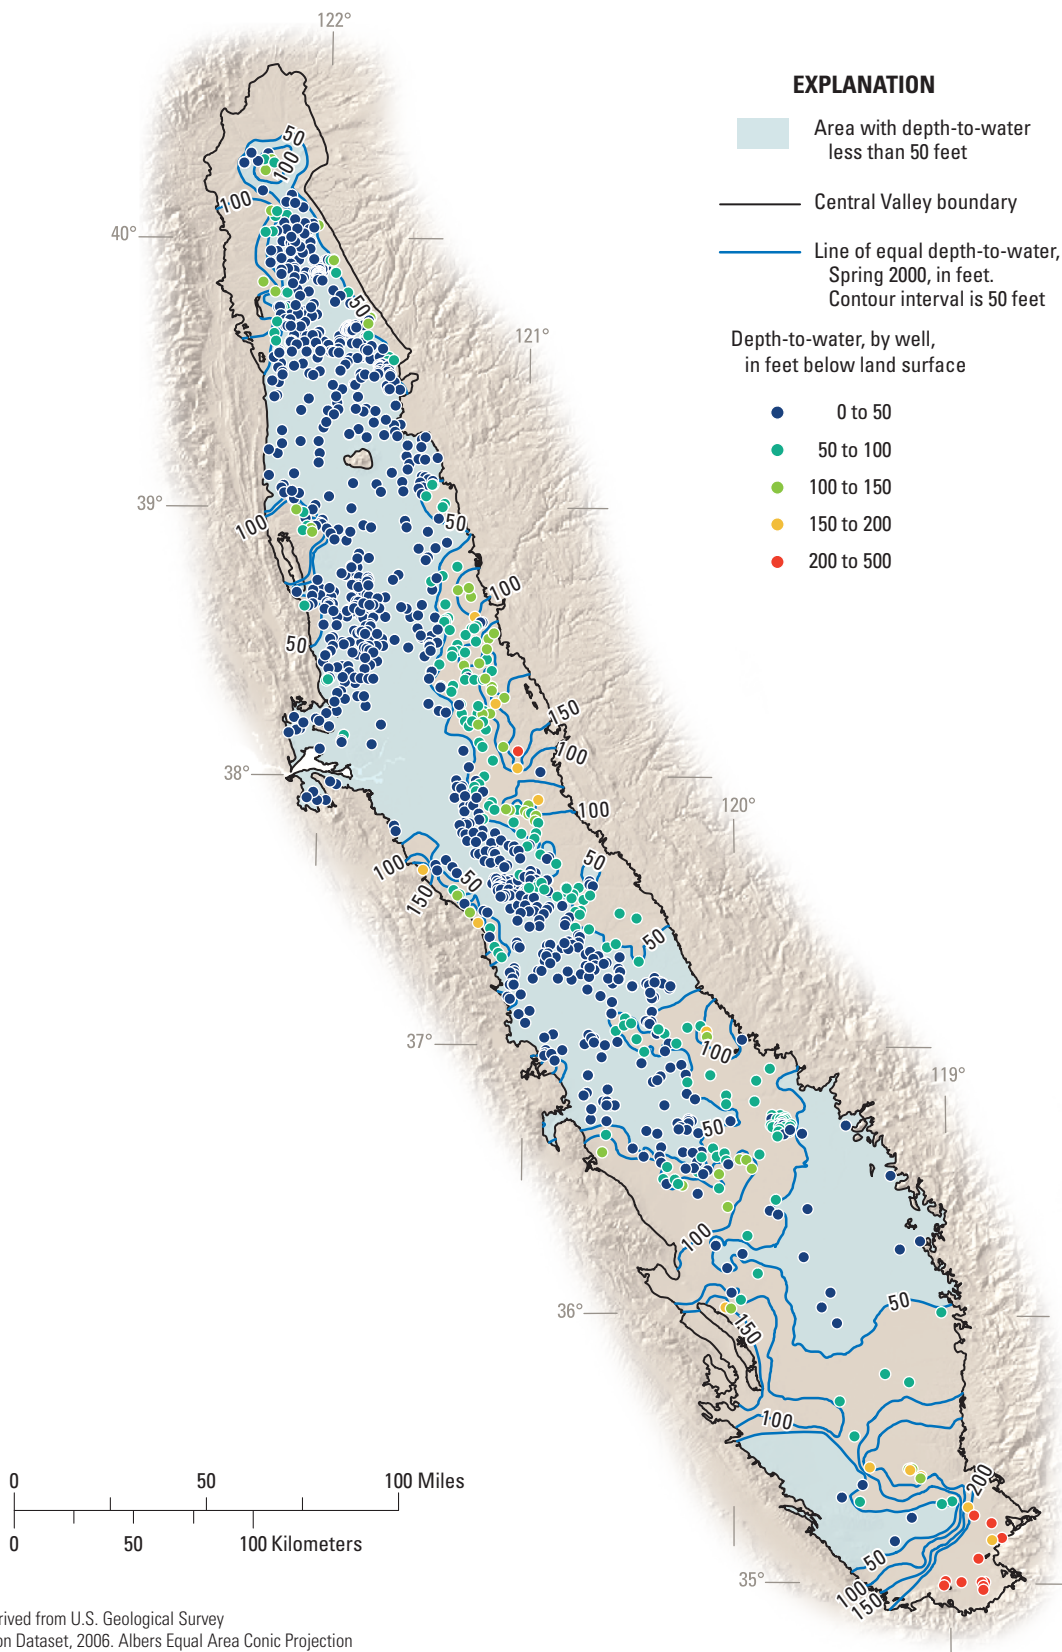 122°
EXPLANATION
Area with depth-to-water
less than 50 feet
Central Valley boundary
Line of equal depth-to-water,
Spring 2000, in feet.
Contour interval is 50 feet
Depth-to-water, by well,
in feet below land surface
0 to 50
50 to 100
100 to 150
150 to 200
200 to 500
50
100
100
40°
50
121°
39°
100
50
100
50
150
100
38°
120°
100
100
50
50
150
50
37°
100
119°
50
100
36°
50
150
100
0 50 100 Miles
0 50 100 Kilometers
200
50
100
150
35°
rived from U.S. Geological Survey
on Dataset, 2006. Albers Equal Area Conic Projection